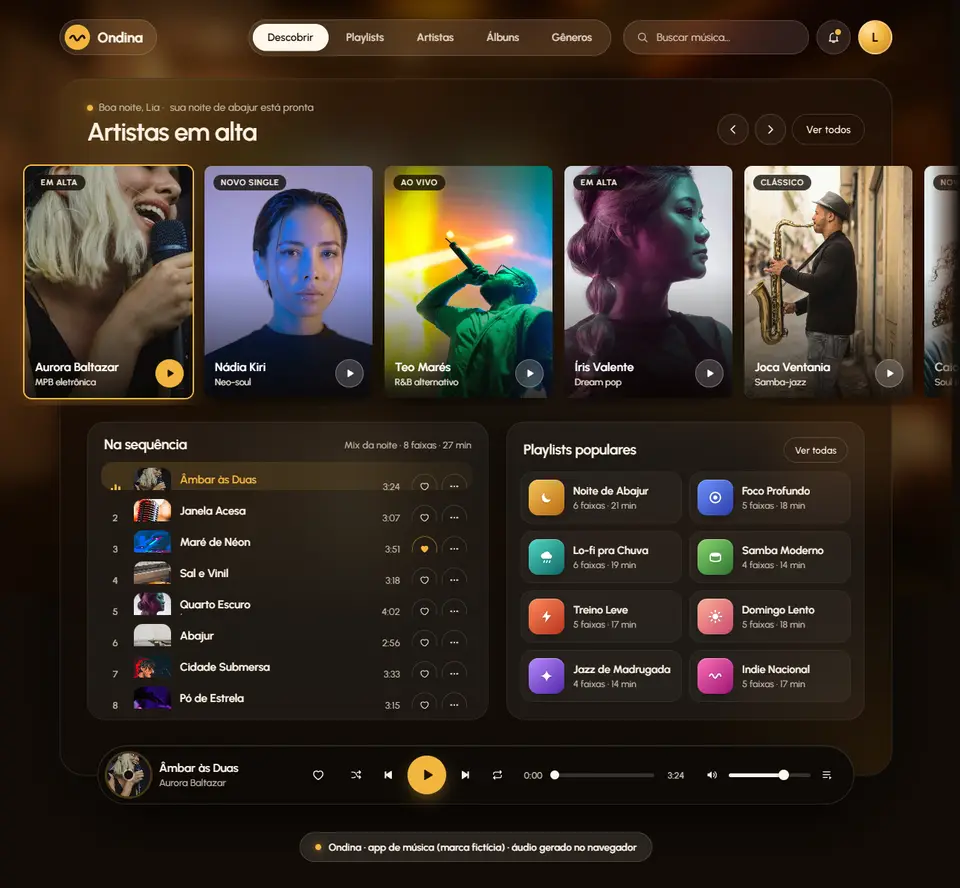 Ondina
Descobrir
Playlists
Artistas
Álbuns
Gêneros
Buscar música...
L
Boa noite, Lia · sua noite de abajur está pronta
Artistas em alta
Ver todos
EM ALTA
Aurora Baltazar
MPB eletrônica
NOVO SINGLE
Nádia Kiri
Neo-soul
AO VIVO
Teo Marés
R&B alternativo
EM ALTA
Íris Valente
Dream pop
CLÁSSICO
Joca Ventania
Samba-jazz
Na sequência
Mix da noite · 8 faixas · 27 min
Âmbar às Duas 3:24
2 Janela Acesa 3:07
3 Maré de Néon 3:51
4 Sal e Vinil 3:18
5 Quarto Escuro 4:02
6 Abajur 2:56
7 Cidade Submersa 3:33
8 Pó de Estrela 3:15
Playlists populares
Ver todas
Noite de Abajur
6 faixas · 21 min
Foco Profundo
5 faixas · 18 min
Lo-fi pra Chuva
6 faixas · 19 min
Samba Moderno
4 faixas · 14 min
Treino Leve
5 faixas · 17 min
Domingo Lento
5 faixas · 18 min
Jazz de Madrugada
4 faixas · 14 min
Indie Nacional
5 faixas · 17 min
Âmbar às Duas
Aurora Baltazar
0:00
3:24
Ondina · app de música (marca fictícia) · áudio gerado no navegador